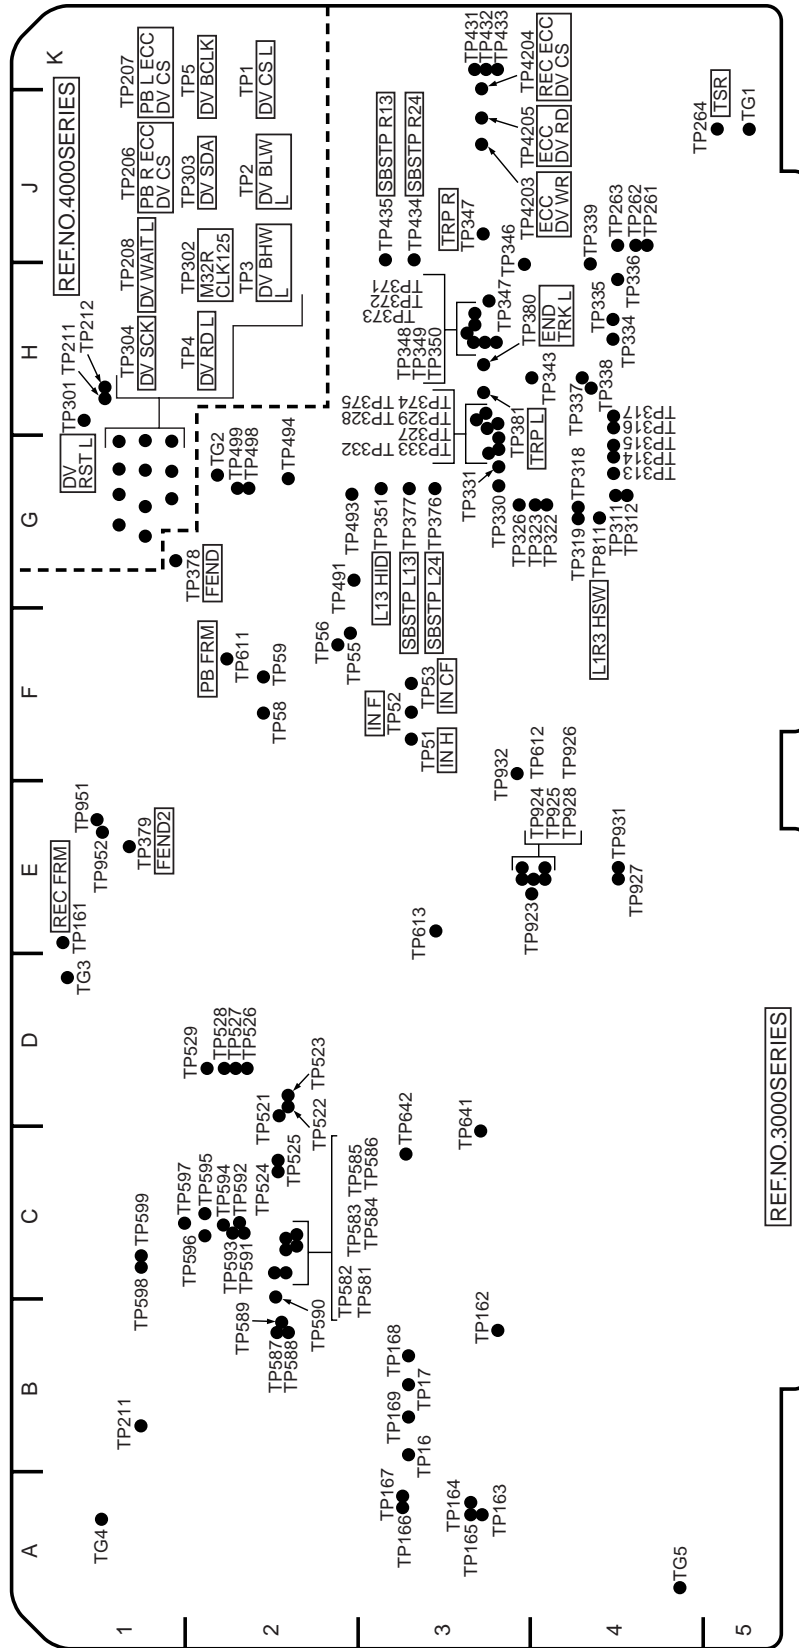 A
B
C
D
E
F
G
H
J
K
1
2
3
4
5
REF.NO.4000SERIES
REF.NO.3000SERIES
TG4
TP211
TP598
TP599
TG3
TP161
REC FRM
TP952
TP951
TP379
FEND2
TP301
TP211
TP212
DV
RST L
TP304
DV SCK
TP208
DV WAIT L
TP206
PB R ECC
DV CS
TP207
PB L ECC
DV CS
TP4
DV RD L
TP302
M32R
CLK125
TP303
DV SDA
TP5
DV BCLK
TP3
DV BHW
L
TP2
DV BLW
L
TP1
DV CS L
TP378
FEND
TP597
TP596
TP595
TP594
TP593
TP592
TP591
TP529
TP528
TP527
TP526
TP521
TP523
TP522
TP524
TP525
TP589
TP587
TP588
TP590
TP582
TP583
TP585
TP581
TP584
TP586
PB FRM
TP611
TP59
TP58
TP56
TP55
TG2
TP499
TP498
TP494
TP493
TP491
TP167
TP166
TP16
TP169
TP17
TP168
TP164
TP165
TP163
TP162
TP642
TP641
TP613
IN F
TP52
TP51
IN H
TP53
IN CF
L13 HID
TP351
SBSTP L13
TP377
SBSTP L24
TP376
TP435
SBSTP R13
TP434
SBSTP R24
TP371
TP372
TP373
TP348
TP349
TP350
TP347
TRP R
TP347
TP346
TP380
END
TRK L
TP374
TP375
TP328
TP329
TP327
TP333
TP332
TP331
TP330
TP381
TRP L
TP326
TP323
TP322
TP431
TP432
TP433
TP4204
REC ECC
DV CS
TP4205
ECC
DV RD
TP4203
ECC
DV WR
TP932
TP612
TP924
TP925
TP926
TP928
TP923
TP931
TP927
TP343
TP337
TP338
TP339
TP335
TP334
TP336
TP263
TP262
TP261
TP317
TP316
TP315
TP314
TP313
TP318
TP319
TP811
L1R3 HSW
TP311
TP312
TG5
TP264
TSR
TG1